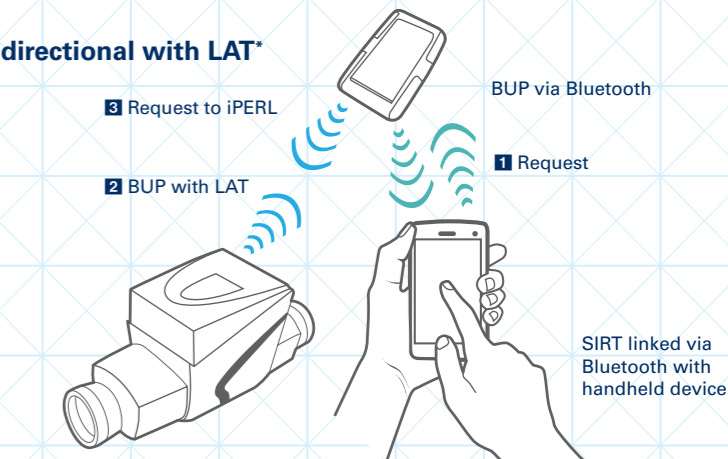 directional with LAT*
BUP via Bluetooth
3 Request to iPERL
1 Request
2 BUP with LAT
SIRT linked via
Bluetooth with
handheld device